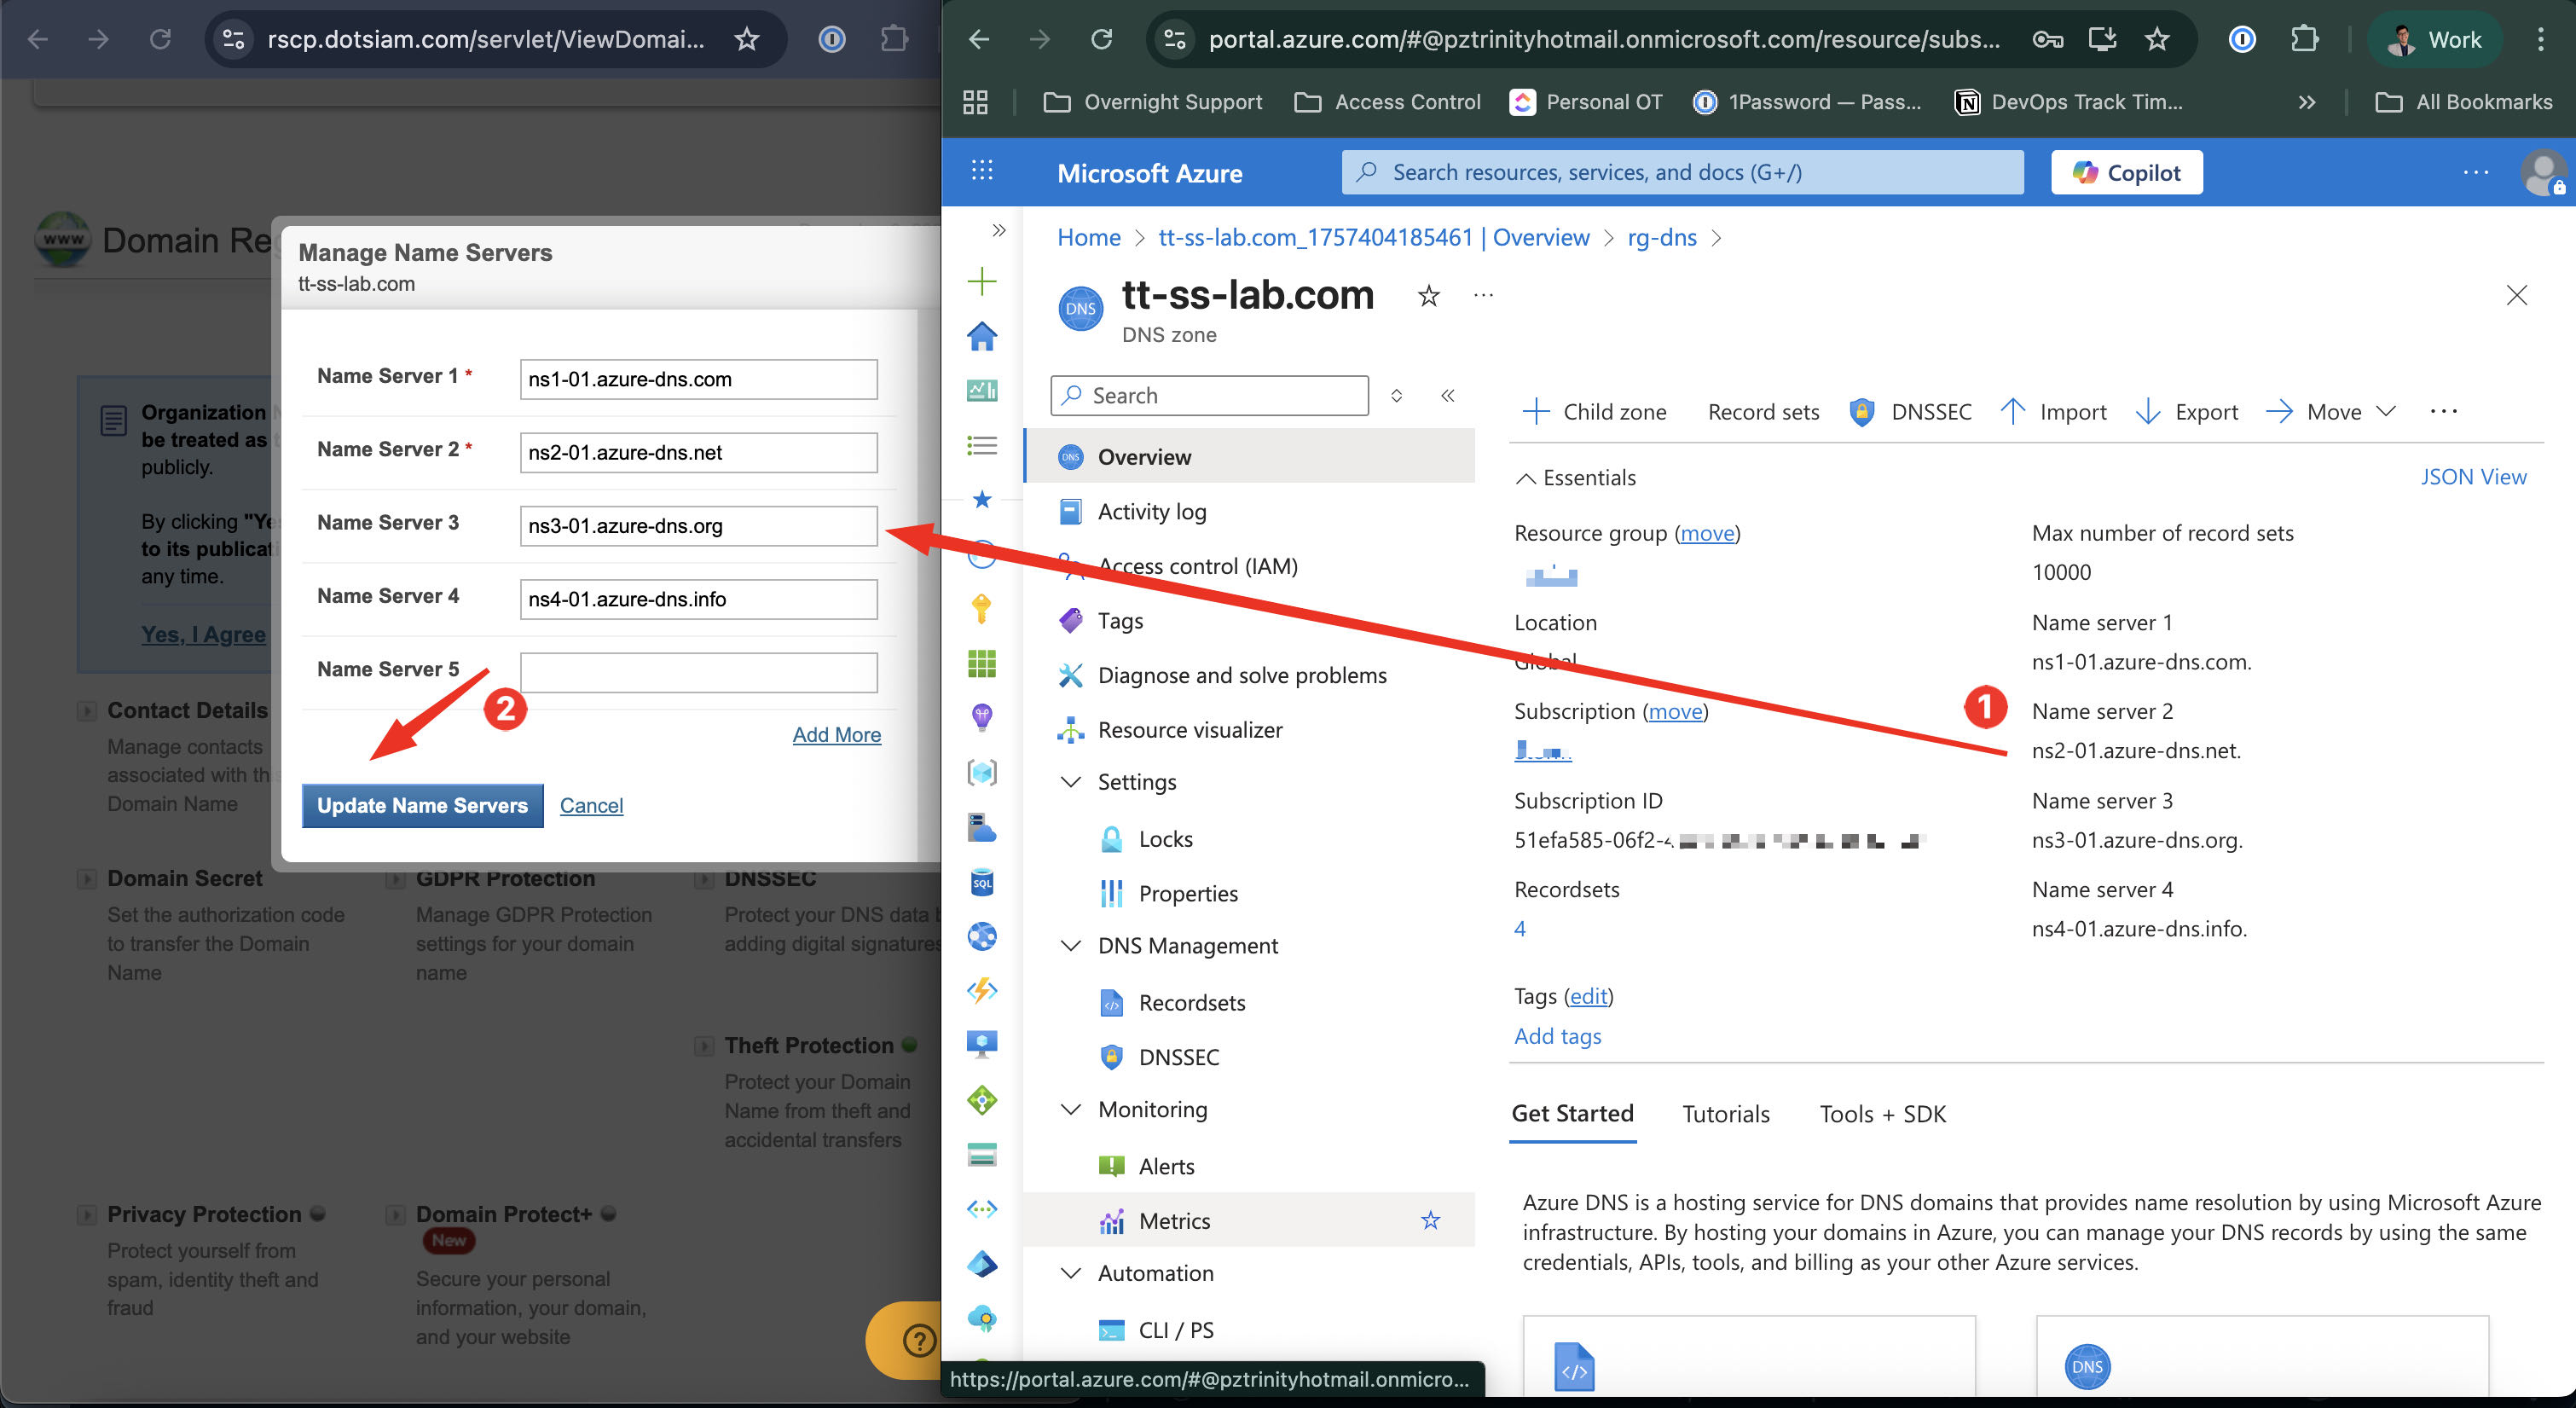 rscp.dotsiam.com/servlet/ViewDomai...
WWW
Domain Re
Organization
be treated as
publicly.
By clicking "Ye
to its publicat
any time.
Yes, I Agree
Manage Name Servers
tt-ss-lab.com
Name Server 1 *
ns1-01.azure-dns.com
Name Server 2 *
ns2-01.azure-dns.net
Name Server 3
ns3-01.azure-dns.org
Name Server 4
ns4-01.azure-dns.info
Name Server 5
2
Add More
Update Name Servers
Cancel
Contact Details
Manage contacts
associated with this
Domain Name
Domain Secret
Set the authorization code
to transfer the Domain
Name
GDPR Protection
Manage GDPR Protection
settings for your domain
name
DNSSEC
Protect your DNS data b
adding digital signatures
Theft Protection
Protect your Domain
Name from theft and
accidental transfers
Privacy Protection
Protect yourself from
spam, identity theft and
fraud
Domain Protect+
New
Secure your personal
information, your domain,
and your website
?
portal.azure.com/#@pztrinityhotmail.onmicrosoft.com/resource/subs...
Work
Overnight Support
Access Control
Personal OT
1Password — Pass...
DevOps Track Tim...
All Bookmarks
Microsoft Azure
Search resources, services, and docs (G+/)
Copilot
Home > tt-ss-lab.com_1757404185461 | Overview > rg-dns >
DNS
tt-ss-lab.com
DNS zone
Search
Overview
Activity log
Access control (IAM)
Tags
Diagnose and solve problems
Resource visualizer
Settings
Locks
Properties
DNS Management
Recordsets
DNSSEC
Monitoring
Alerts
Metrics
Automation
CLI / PS
SQL
Child zone
Record sets
DNSSEC
Import
Export
Move
Essentials
JSON View
Resource group (move)
Location
Global
Subscription (move)
Subscription ID
51efa585-06f2-4
Recordsets
4
Max number of record sets
10000
Name server 1
ns1-01.azure-dns.com.
1
Name server 2
ns2-01.azure-dns.net.
Name server 3
ns3-01.azure-dns.org.
Name server 4
ns4-01.azure-dns.info.
Tags (edit)
Add tags
Get Started
Tutorials
Tools + SDK
Azure DNS is a hosting service for DNS domains that provides name resolution by using Microsoft Azure
infrastructure. By hosting your domains in Azure, you can manage your DNS records by using the same
credentials, APIs, tools, and billing as your other Azure services.
DNS
https://portal.azure.com/#@pztrinityhotmail.onmicro...